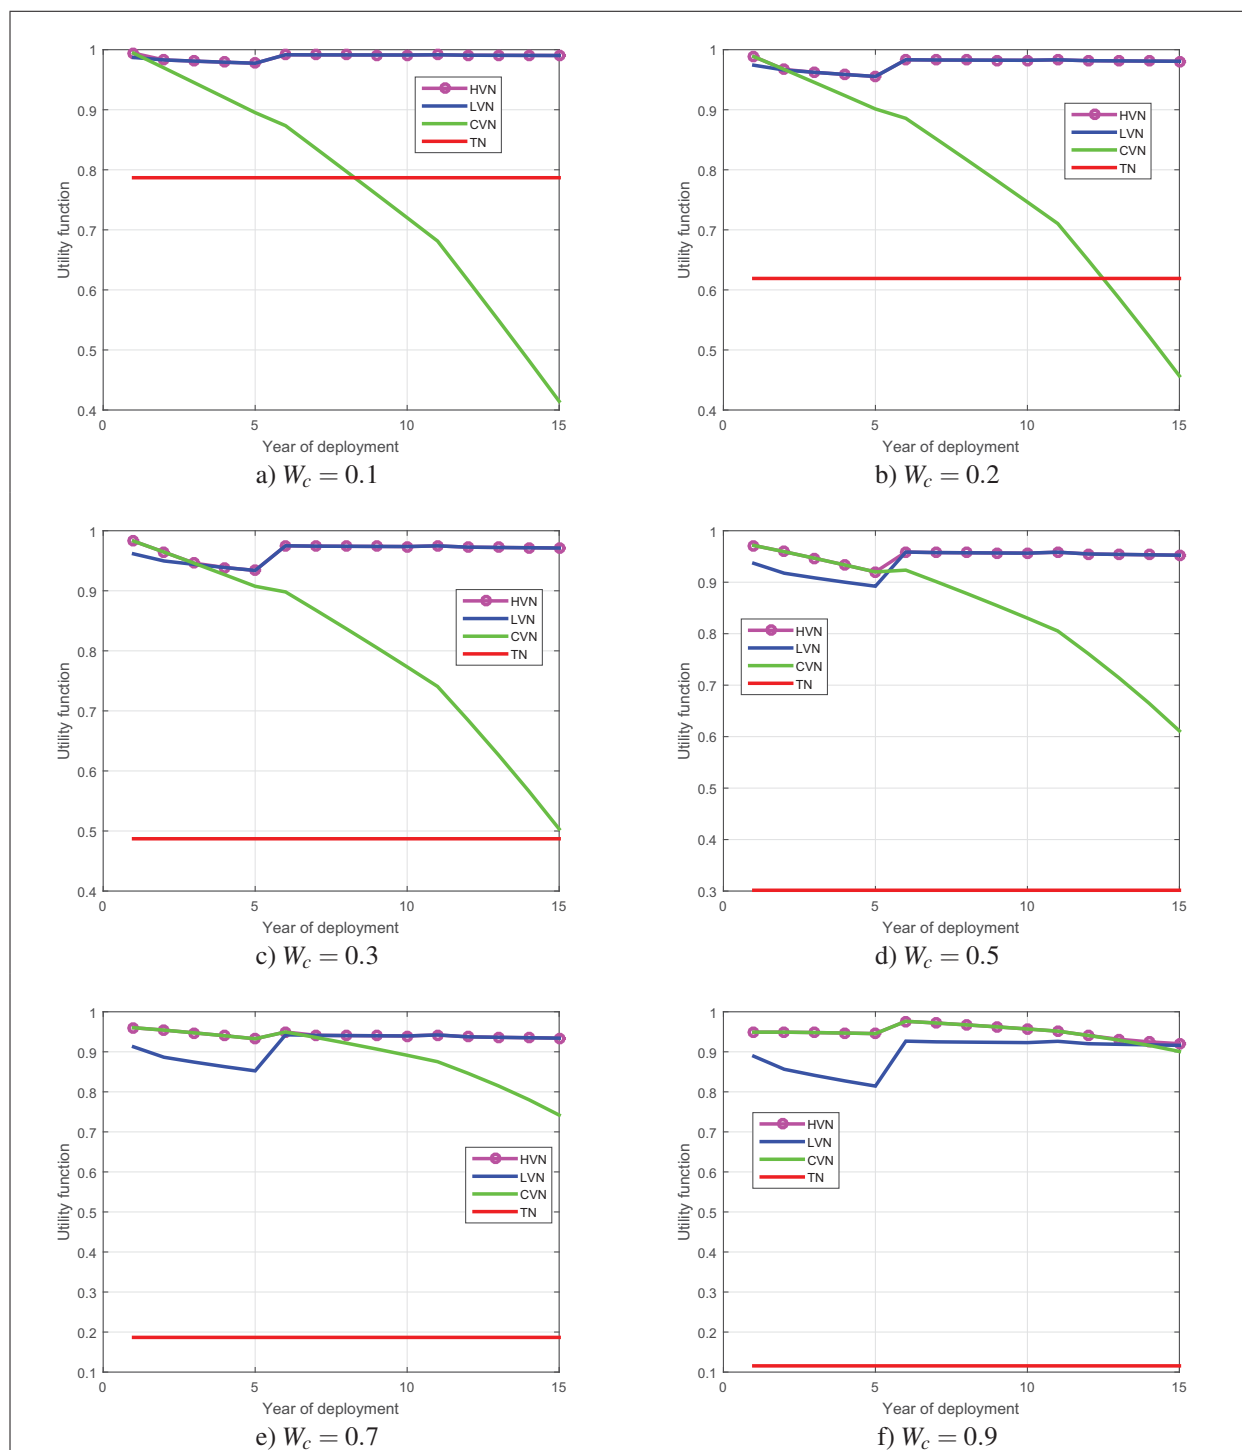 1
0.9
0.8
0.7
0.6
0.5
0.4
Utility function
HVN
LVN
CVN
TN
0 5 10 15
Year of deployment
a) W_c = 0.1
1
0.9
0.8
0.7
0.6
0.5
0.4
Utility function
HVN
LVN
CVN
TN
0 5 10 15
Year of deployment
b) W_c = 0.2
1
0.9
0.8
0.7
0.6
0.5
0.4
Utility function
HVN
LVN
CVN
TN
0 5 10 15
Year of deployment
c) W_c = 0.3
1
0.9
0.8
0.7
0.6
0.5
0.4
0.3
Utility function
HVN
LVN
CVN
TN
0 5 10 15
Year of deployment
d) W_c = 0.5
1
0.9
0.8
0.7
0.6
0.5
0.4
0.3
0.2
0.1
Utility function
HVN
LVN
CVN
TN
0 5 10 15
Year of deployment
e) W_c = 0.7
1
0.9
0.8
0.7
0.6
0.5
0.4
0.3
0.2
0.1
Utility function
HVN
LVN
CVN
TN
0 5 10 15
Year of deployment
f) W_c = 0.9